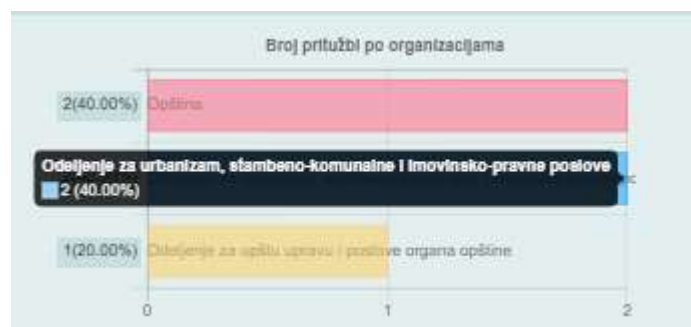 Broj pritužbi po organizacijama
2(40.00%) Opština
Odeljenje za urbanizam, stambeno-komunalne i imovinsko-pravne poslove
2 (40.00%)
1(20.00%) Odeljenje za opštu upravu i poslove organa opštine
0 1 2